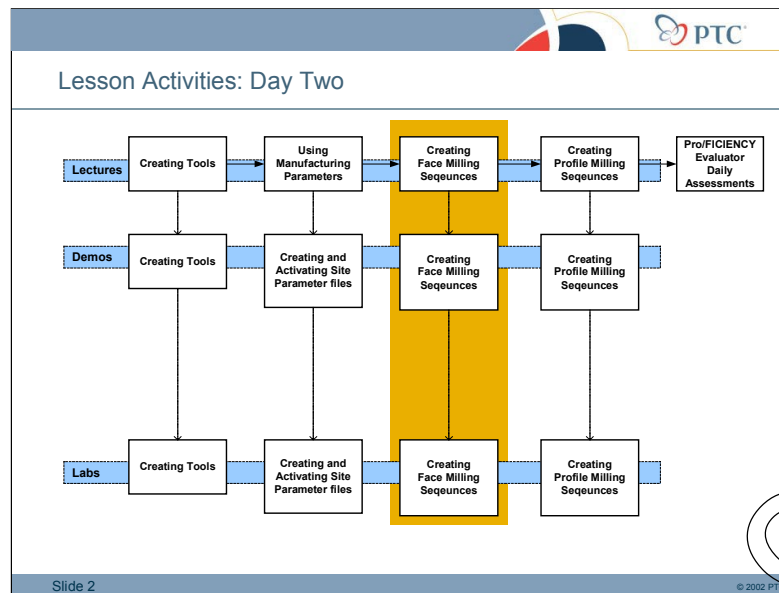 PTC
Lesson Activities: Day Two
Lectures
Creating Tools
Using
Manufacturing
Parameters
Creating
Face Milling
Seqeunces
Creating
Profile Milling
Seqeunces
Pro/FICIENCY
Evaluator
Daily
Assessments
Demos
Creating Tools
Creating and
Activating Site
Parameter files
Creating
Face Milling
Seqeunces
Creating
Profile Milling
Seqeunces
Labs
Creating Tools
Creating and
Activating Site
Parameter files
Creating
Face Milling
Seqeunces
Creating
Profile Milling
Seqeunces
Slide 2
© 2002 PT